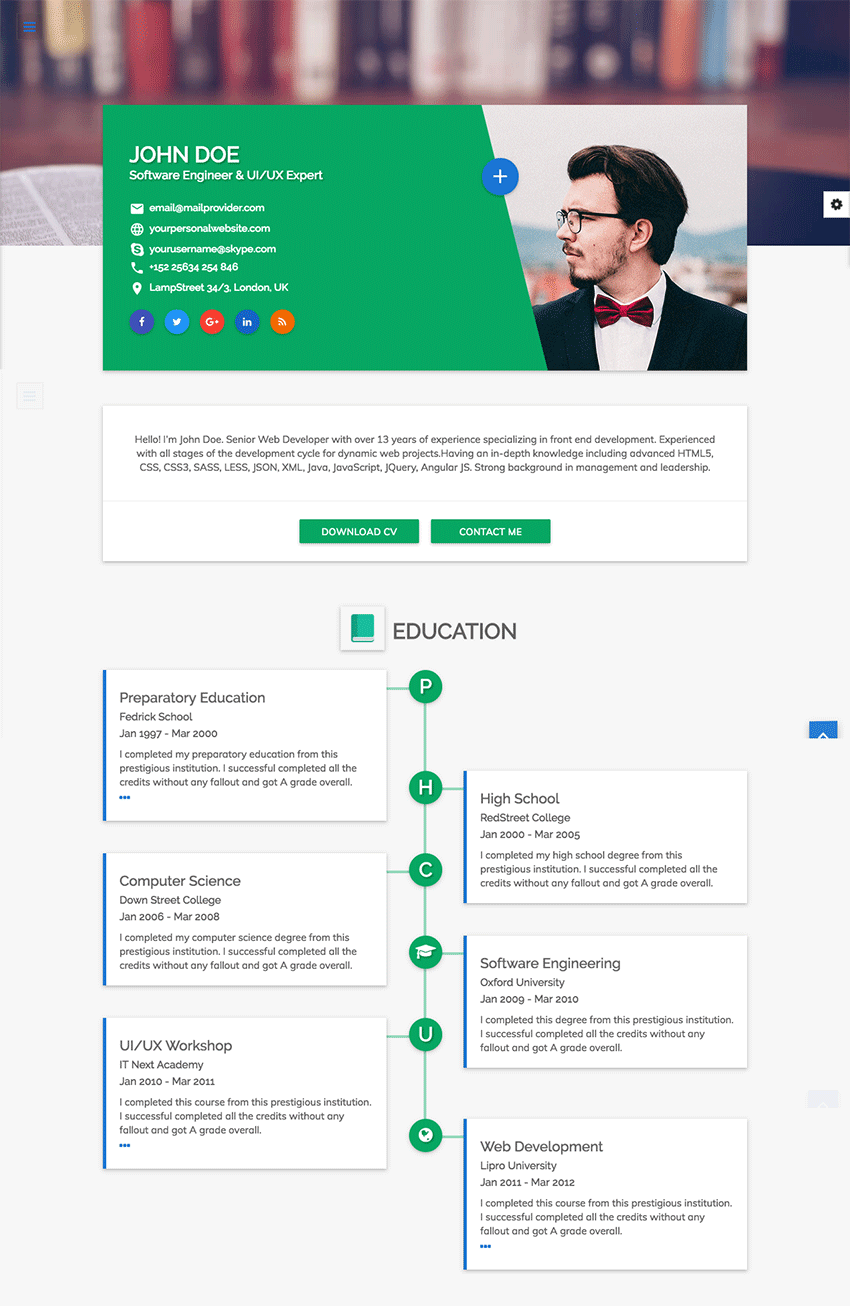 JOHN DOE
Software Engineer & UI/UX Expert
email@mailprovider.com
yourpersonalwebsite.com
yourusername@skype.com
+152 25634 254 846
LampStreet 34/3, London, UK
Hello! I'm John Doe. Senior Web Developer with over 13 years of experience specializing in front end development. Experienced
with all stages of the development cycle for dynamic web projects.Having an in-depth knowledge including advanced HTML5,
CSS, CSS3, SASS, LESS, JSON, XML, Java, JavaScript, JQuery, Angular JS. Strong background in management and leadership.
DOWNLOAD CV
CONTACT ME
EDUCATION
P
Preparatory Education
Fedrick School
Jan 1997 - Mar 2000
I completed my preparatory education from this
prestigious institution. I successful completed all the
credits without any fallout and got A grade overall.
H
High School
RedStreet College
Jan 2000 - Mar 2005
I completed my high school degree from this
prestigious institution. I successful completed all the
credits without any fallout and got A grade overall.
C
Computer Science
Down Street College
Jan 2006 - Mar 2008
I completed my computer science degree from this
prestigious institution. I successful completed all the
credits without any fallout and got A grade overall.
Software Engineering
Oxford University
Jan 2009 - Mar 2010
I completed this degree from this prestigious institution.
I successful completed all the credits without any
fallout and got A grade overall.
U
UI/UX Workshop
IT Next Academy
Jan 2010 - Mar 2011
I completed this course from this prestigious institution.
I successful completed all the credits without any
fallout and got A grade overall.
Web Development
Lipro University
Jan 2011 - Mar 2012
I completed this course from this prestigious institution.
I successful completed all the credits without any
fallout and got A grade overall.